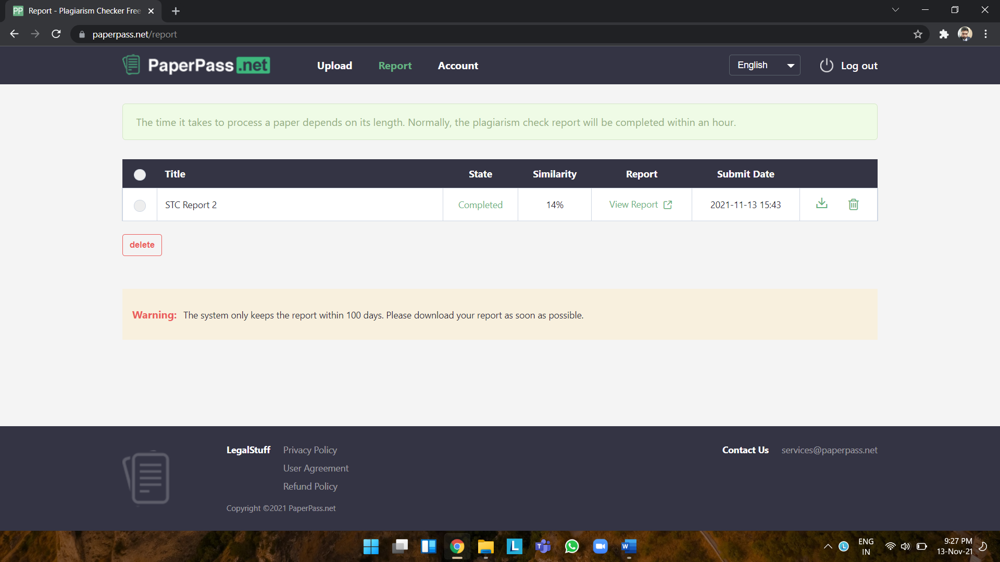 PP Report - Plagiarism Checker Free
paperpass.net/report
PaperPass.net
Upload
Report
Account
English
Log out
The time it takes to process a paper depends on its length. Normally, the plagiarism check report will be completed within an hour.
Title State Similarity Report Submit Date
STC Report 2 Completed 14% View Report 2021-11-13 15:43
delete
Warning: The system only keeps the report within 100 days. Please download your report as soon as possible.
LegalStuff Privacy Policy
User Agreement
Refund Policy
Copyright ©2021 PaperPass.net
Contact Us services@paperpass.net
L
T
W
L
ENG
IN
9:27 PM
13-Nov-21